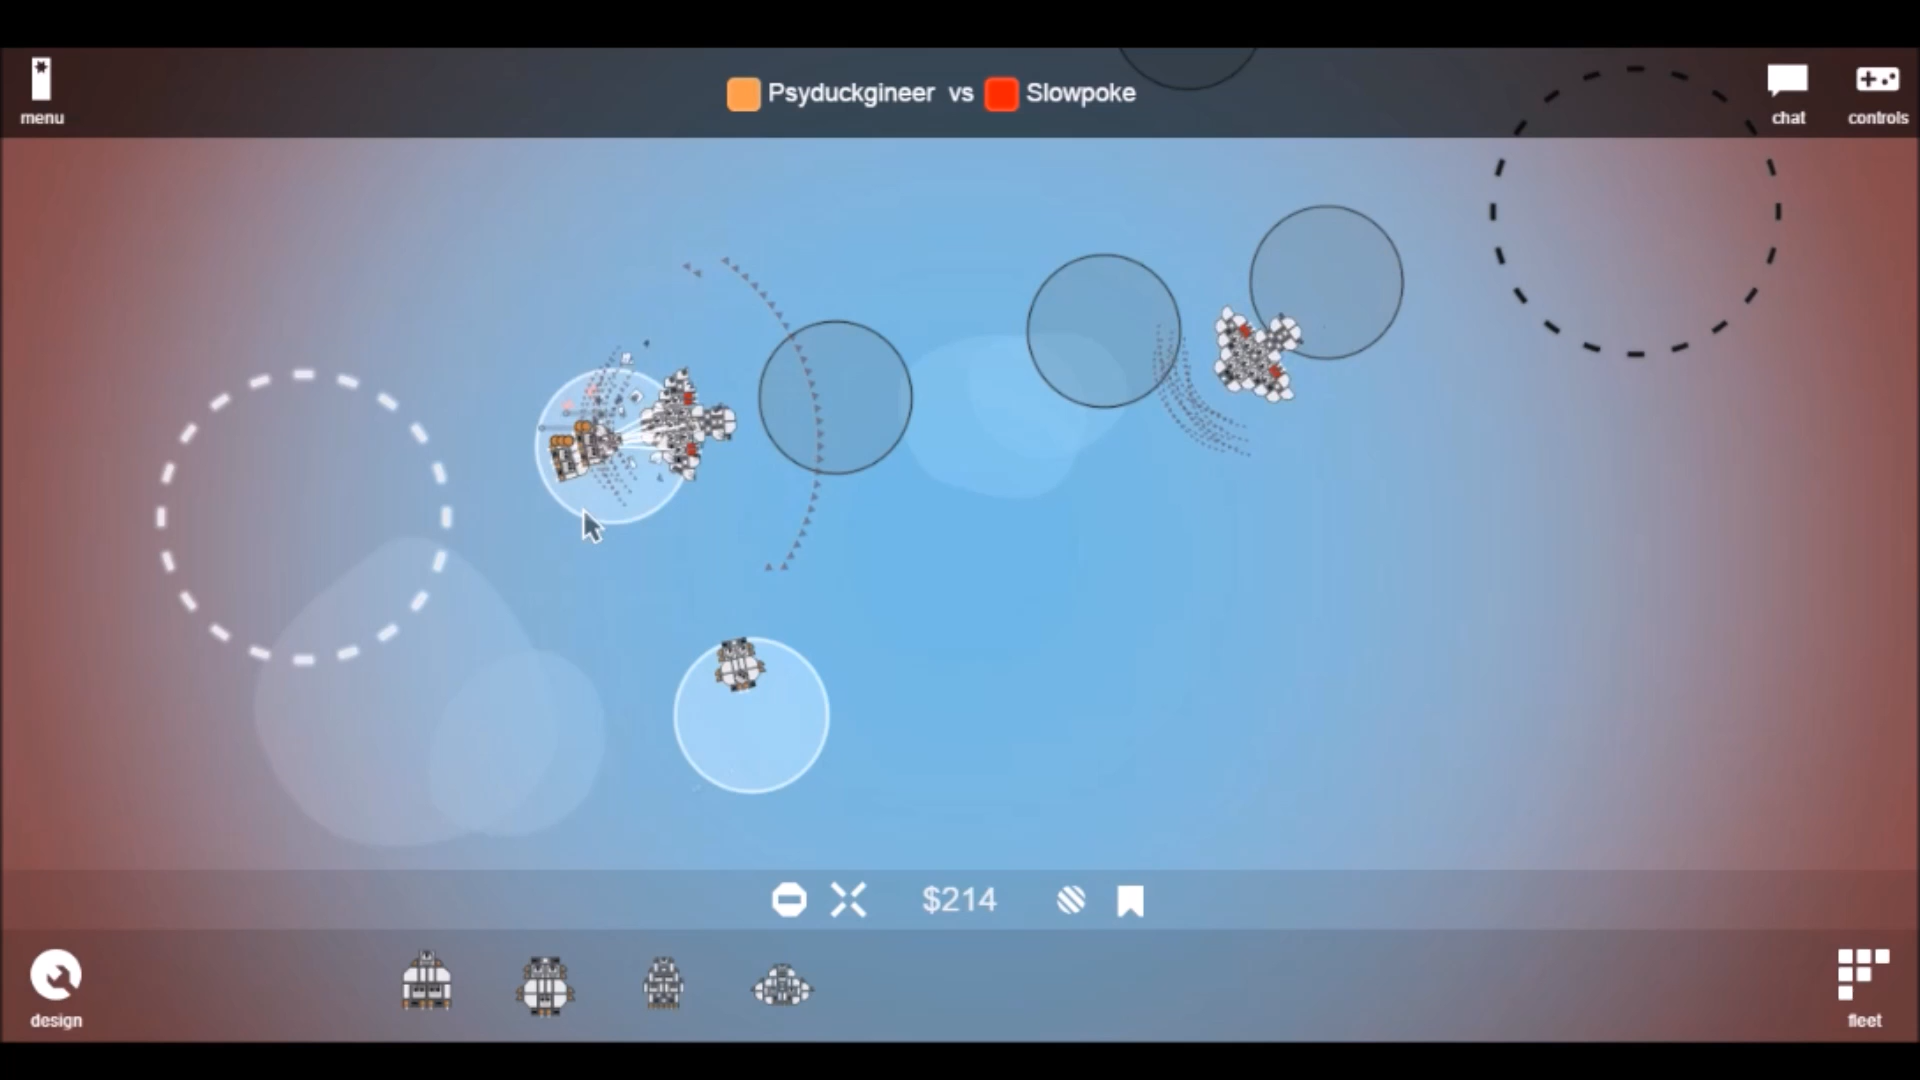 menu
Psyduckgineer vs Slowpoke
chat
controls
$214
design
fleet